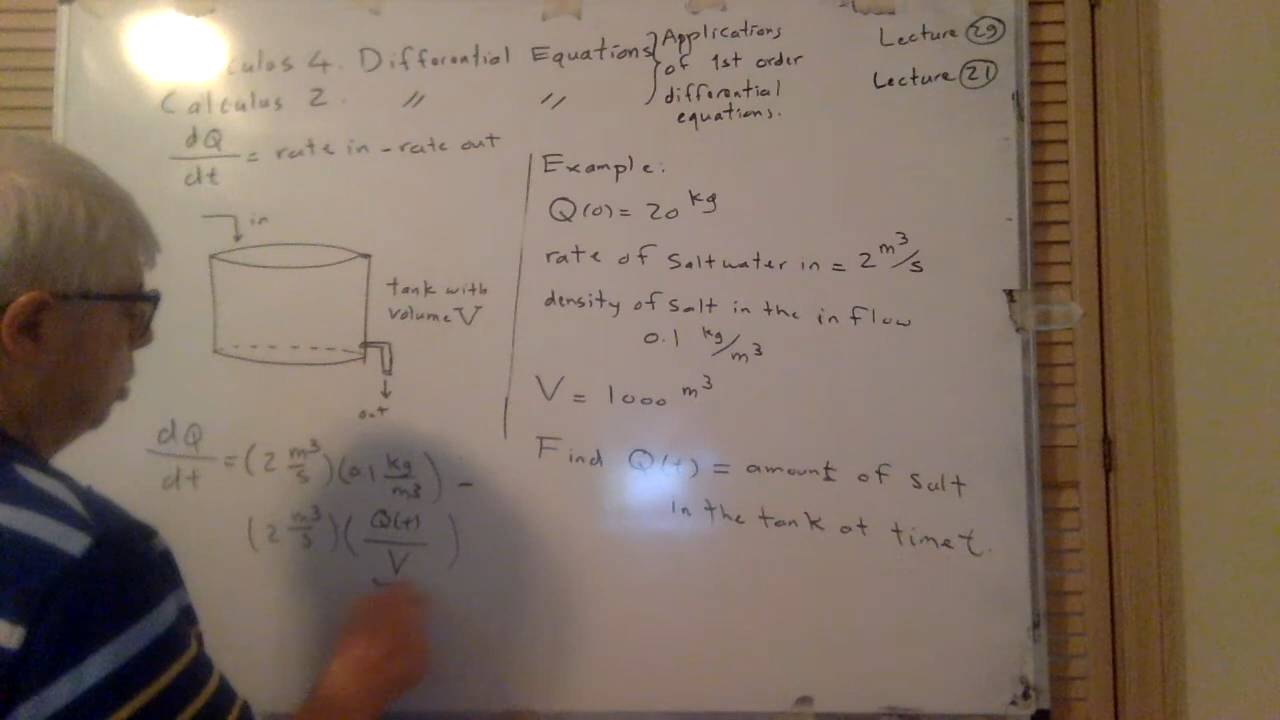 culus 4. Differential Equations } Applications of 1st order differential equations.
Calculus 2. " "
Lecture 29
Lecture 21
dQ/dt = rate in - rate out
in
tank with
volume V
out
dQ/dt = (2 m³/s)(0.1 kg/m³) -
(2 m³/s)(Q(t)/V)
Example:
Q(0) = 20 kg
rate of saltwater in = 2 m³/s
density of salt in the inflow
0.1 kg/m³
V = 1000 m³
Find Q(t) = amount of salt
in the tank at time t.